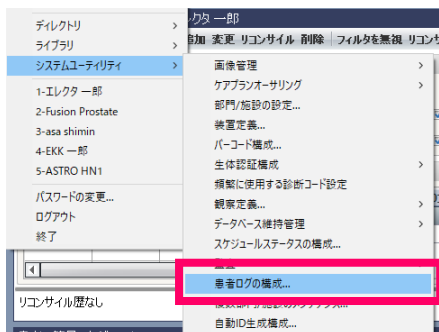 ディレクトリ
ライブラリ
システムユーティリティ
1-エレクタ 一郎
2-Fusion Prostate
3-asa shimin
4-EKK 一郎
5-ASTRO HN1
パスワードの変更...
ログアウト
終了
クタ 一郎
追加 変更 リコンサイル 削除 フィルタを無視 リコンサ
画像管理
ケアプランオーサリング
部門/施設の設定...
装置定義...
バーコード構成...
生体認証構成
頻繁に使用する診断コード設定
観察定義...
データベース維持管理
スケジュールステータスの構成...
患者ログの構成...
自動ID生成構成...
リコンサイル歴なし